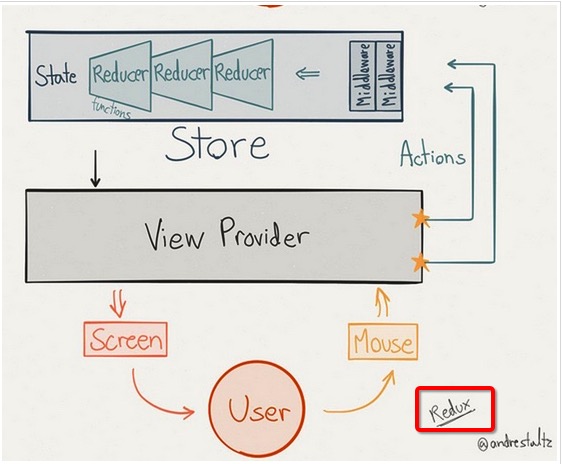 State
Reducer Reducer Reducer
functions
Middleware
Middleware
Store
Actions
View Provider
Screen
Mouse
User
Redux
@andrestaltz